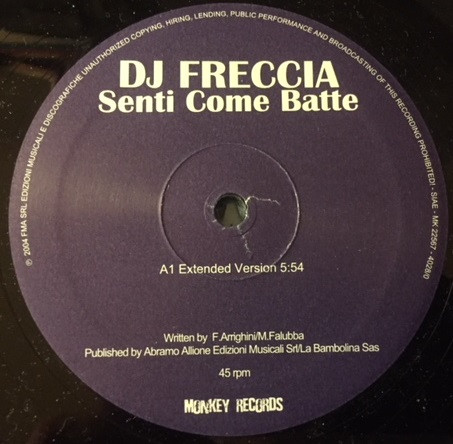 ℗ 2004 FMA SRL EDIZIONI MUSICALI E DISCOGRAFICHE UNAUTHORIZED COPYING, HIRING, LENDING, PUBLIC PERFORMANCE AND BROADCASTING OF THIS RECORDING PROHIBITED! - SIAE - MK 22567 - 4028/0
DJ FRECCIA
Senti Come Batte
A1 Extended Version 5:54
Written by F.Arrighini/M.Falubba
Published by Abramo Allione Edizioni Musicali Srl/La Bambolina Sas
45 rpm
MONKEY RECORDS